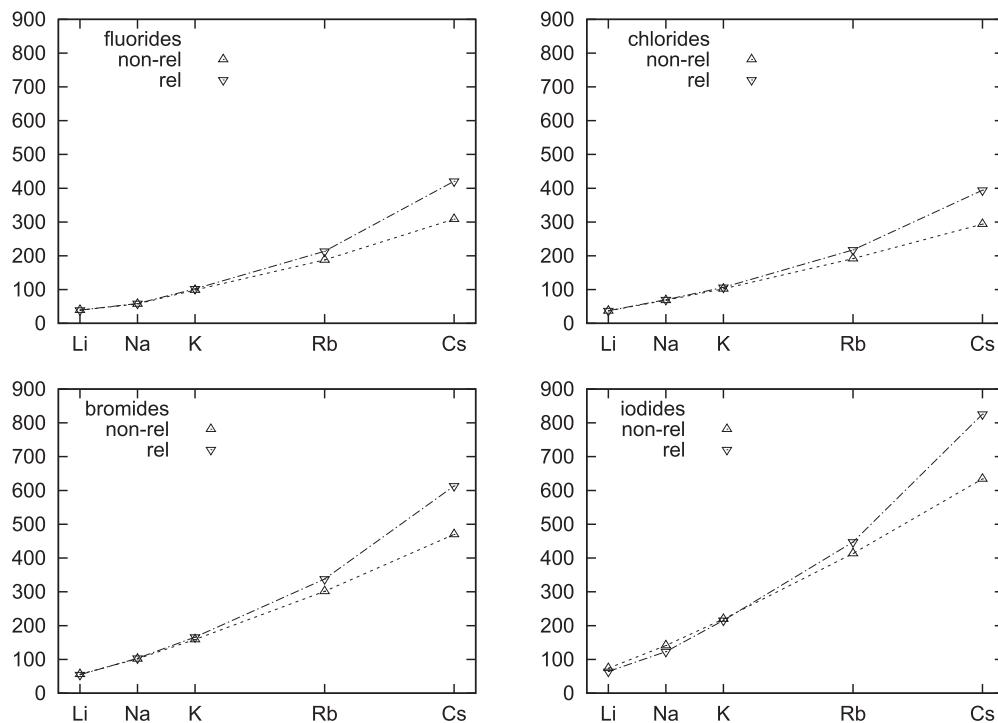 900
800
700
600
500
400
300
200
100
0
fluorides
non-rel
rel
Li Na K Rb Cs
900
800
700
600
500
400
300
200
100
0
chlorides
non-rel
rel
Li Na K Rb Cs
900
800
700
600
500
400
300
200
100
0
bromides
non-rel
rel
Li Na K Rb Cs
900
800
700
600
500
400
300
200
100
0
iodides
non-rel
rel
Li Na K Rb Cs